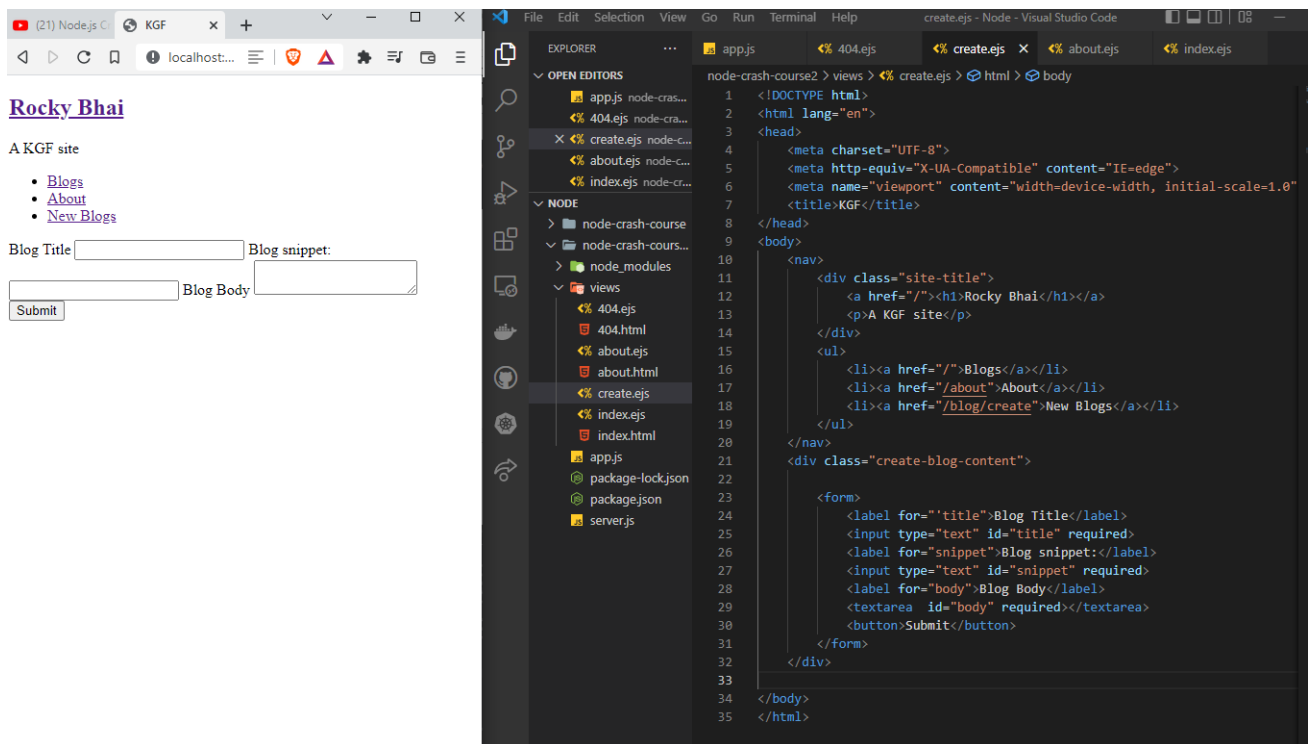 (21) Node.js C
KGF
localhost:...
Rocky Bhai
A KGF site
Blogs
About
New Blogs
Blog Title
Blog snippet:
Blog Body
Submit
File Edit Selection View Go Run Terminal Help
create.ejs - Node - Visual Studio Code
EXPLORER
app.js
404.ejs
create.ejs
about.ejs
index.ejs
OPEN EDITORS
app.js node-cras...
404.ejs node-cra...
create.ejs node-c...
about.ejs node-c...
index.ejs node-cr...
NODE
node-crash-course
node-crash-cours...
node_modules
views
404.ejs
404.html
about.ejs
about.html
create.ejs
index.ejs
index.html
app.js
package-lock.json
package.json
server.js
node-crash-course2 > views > create.ejs > html > body
1 <!DOCTYPE html>
2 <html lang="en">
3 <head>
4 <meta charset="UTF-8">
5 <meta http-equiv="X-UA-Compatible" content="IE=edge">
6 <meta name="viewport" content="width=device-width, initial-scale=1.0"
7 <title>KGF</title>
8 </head>
9 <body>
10 <nav>
11 <div class="site-title">
12 <a href="/"><h1>Rocky Bhai</h1></a>
13 <p>A KGF site</p>
14 </div>
15 <ul>
16 <li><a href="/">Blogs</a></li>
17 <li><a href="/about">About</a></li>
18 <li><a href="/blog/create">New Blogs</a></li>
19 </ul>
20 </nav>
21 <div class="create-blog-content">
22
23 <form>
24 <label for="'title">Blog Title</label>
25 <input type="text" id="title" required>
26 <label for="snippet">Blog snippet:</label>
27 <input type="text" id="snippet" required>
28 <label for="body">Blog Body</label>
29 <textarea  id="body" required></textarea>
30 <button>Submit</button>
31 </form>
32 </div>
33
34 </body>
35 </html>